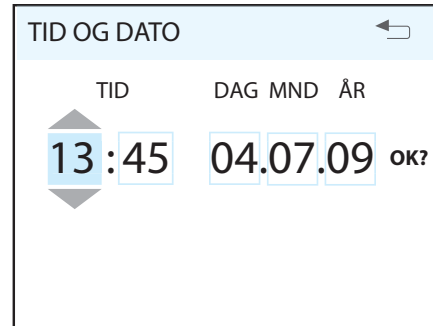 TID OG DATO
TID DAG MND ÅR
13 : 45 04.07.09 OK?